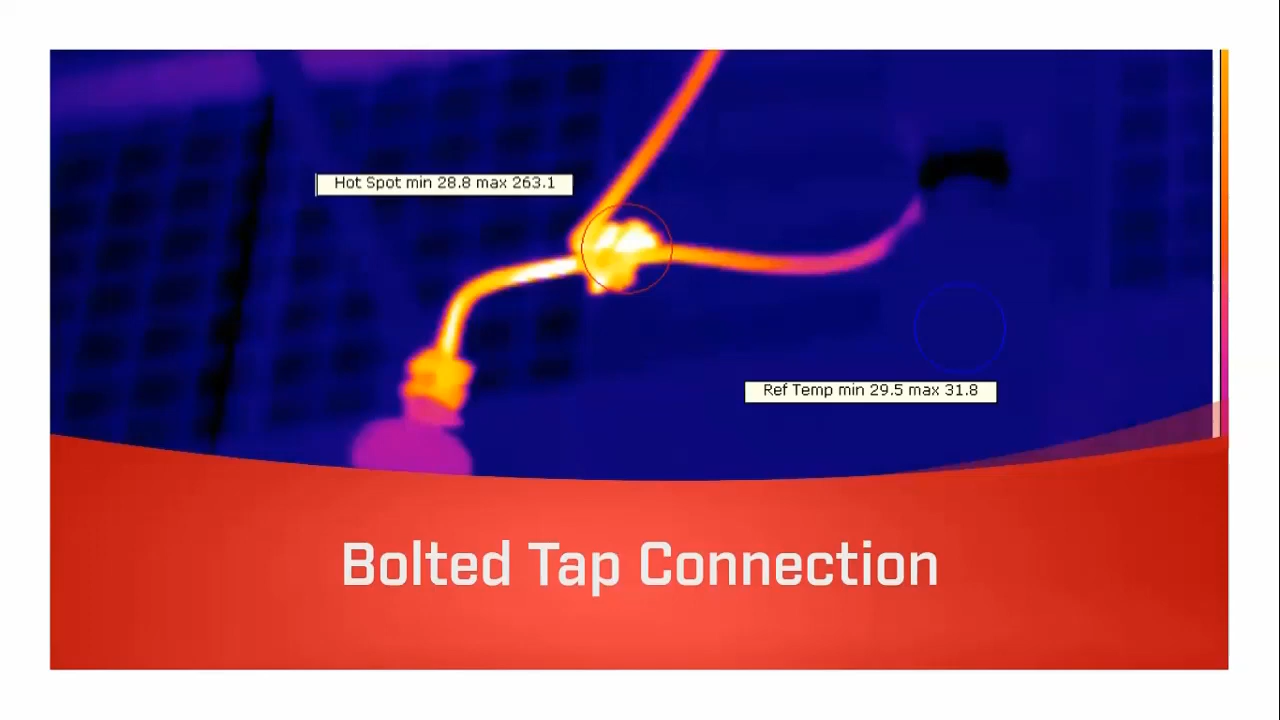 Hot Spot min 28.8 max 263.1
Ref Temp min 29.5 max 31.8
Bolted Tap Connection